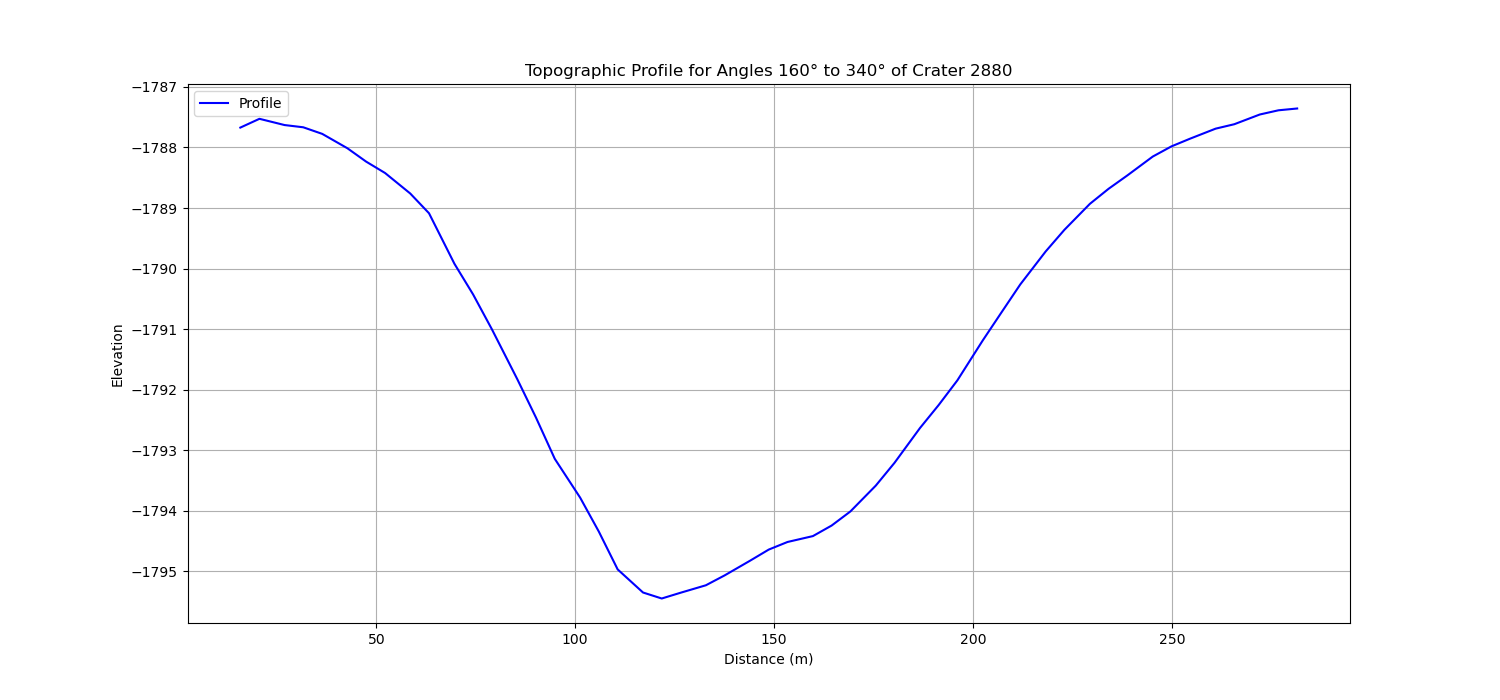 Topographic Profile for Angles 160° to 340° of Crater 2880
Profile
−1787
−1788
−1789
−1790
−1791
−1792
−1793
−1794
−1795
Elevation
50 100 150 200 250
Distance (m)